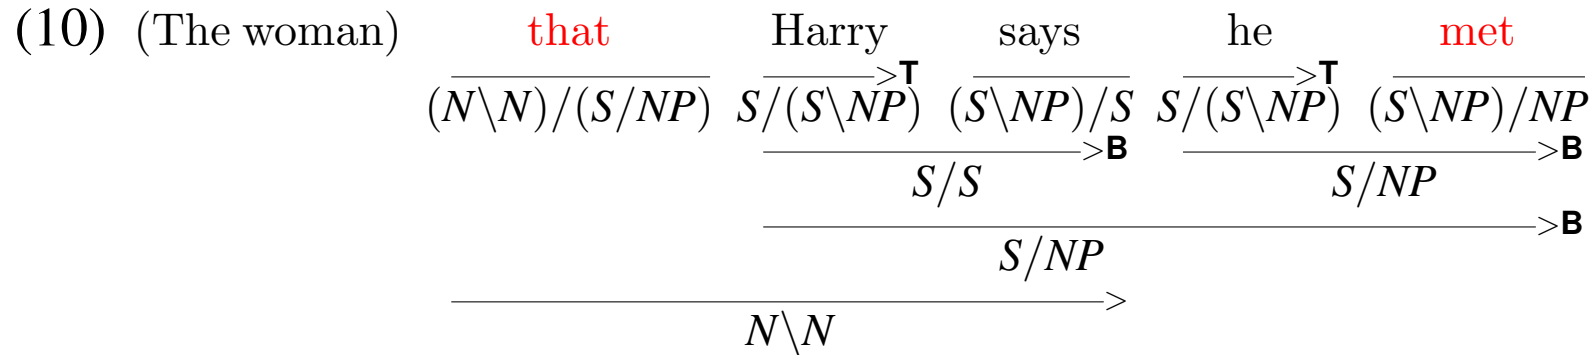 (10) (The woman) that Harry says he met
>T >T
(N\N)/(S/NP) S/(S\NP) (S\NP)/S S/(S\NP) (S\NP)/NP
>B >B
S/S S/NP
>B
S/NP
>
N\N